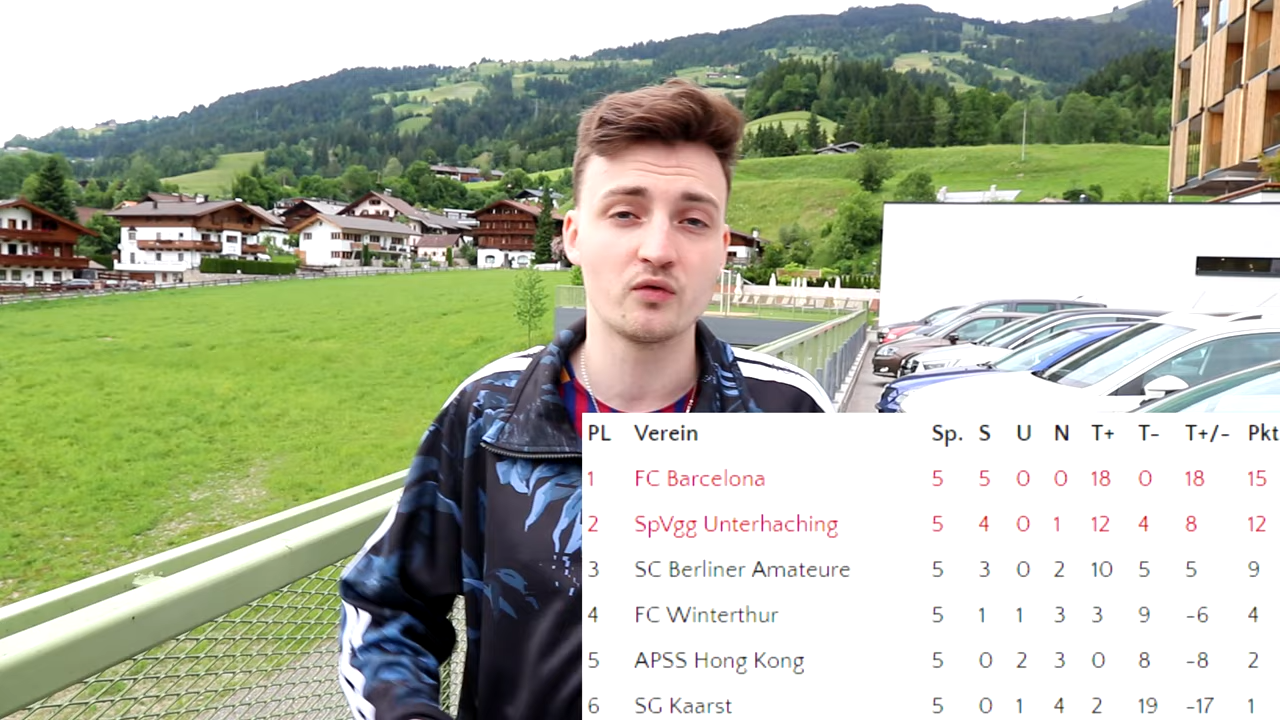 PL Verein Sp. S U N T+ T- T+/- Pkt
1 FC Barcelona 5 5 0 0 18 0 18 15
2 SpVgg Unterhaching 5 4 0 1 12 4 8 12
3 SC Berliner Amateure 5 3 0 2 10 5 5 9
4 FC Winterthur 5 1 1 3 3 9 -6 4
5 APSS Hong Kong 5 0 2 3 0 8 -8 2
6 SG Kaarst 5 0 1 4 2 19 -17 1